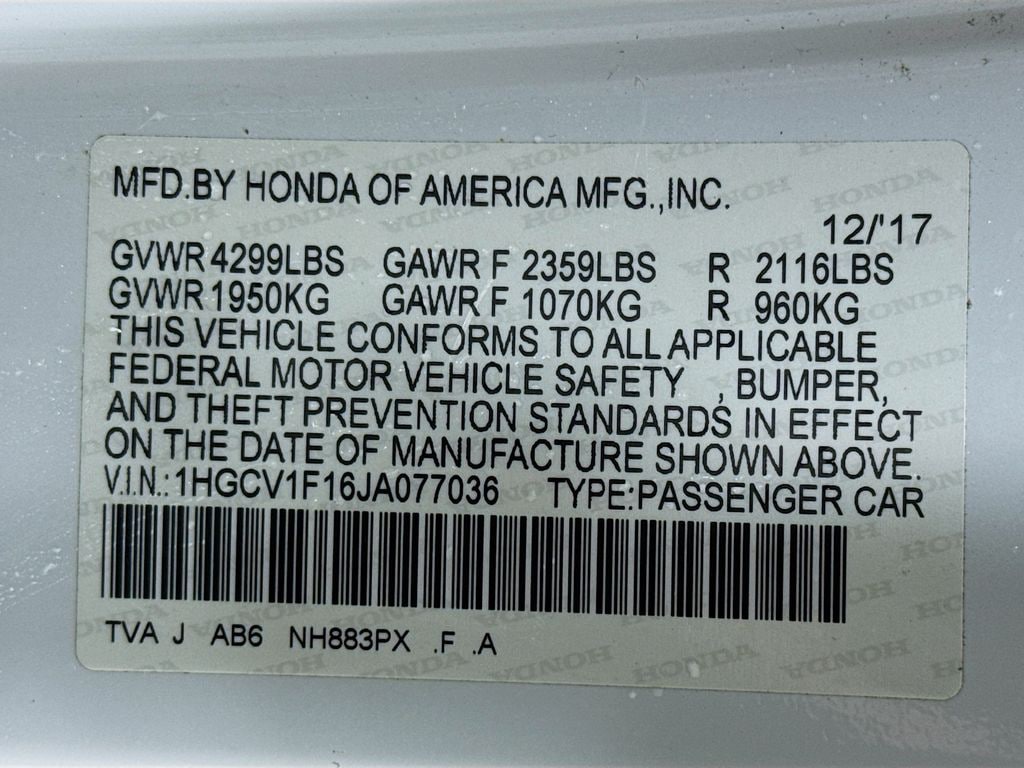 MFD.BY HONDA OF AMERICA MFG.,INC.
12/'17
GVWR 4299LBS GAWR F 2359LBS R 2116LBS
GVWR 1950KG GAWR F 1070KG R 960KG
THIS VEHICLE CONFORMS TO ALL APPLICABLE
FEDERAL MOTOR VEHICLE SAFETY , BUMPER,
AND THEFT PREVENTION STANDARDS IN EFFECT
ON THE DATE OF MANUFACTURE SHOWN ABOVE.
V.I.N.:1HGCV1F16JA077036 TYPE:PASSENGER CAR
TVA J AB6 NH883PX .F .A